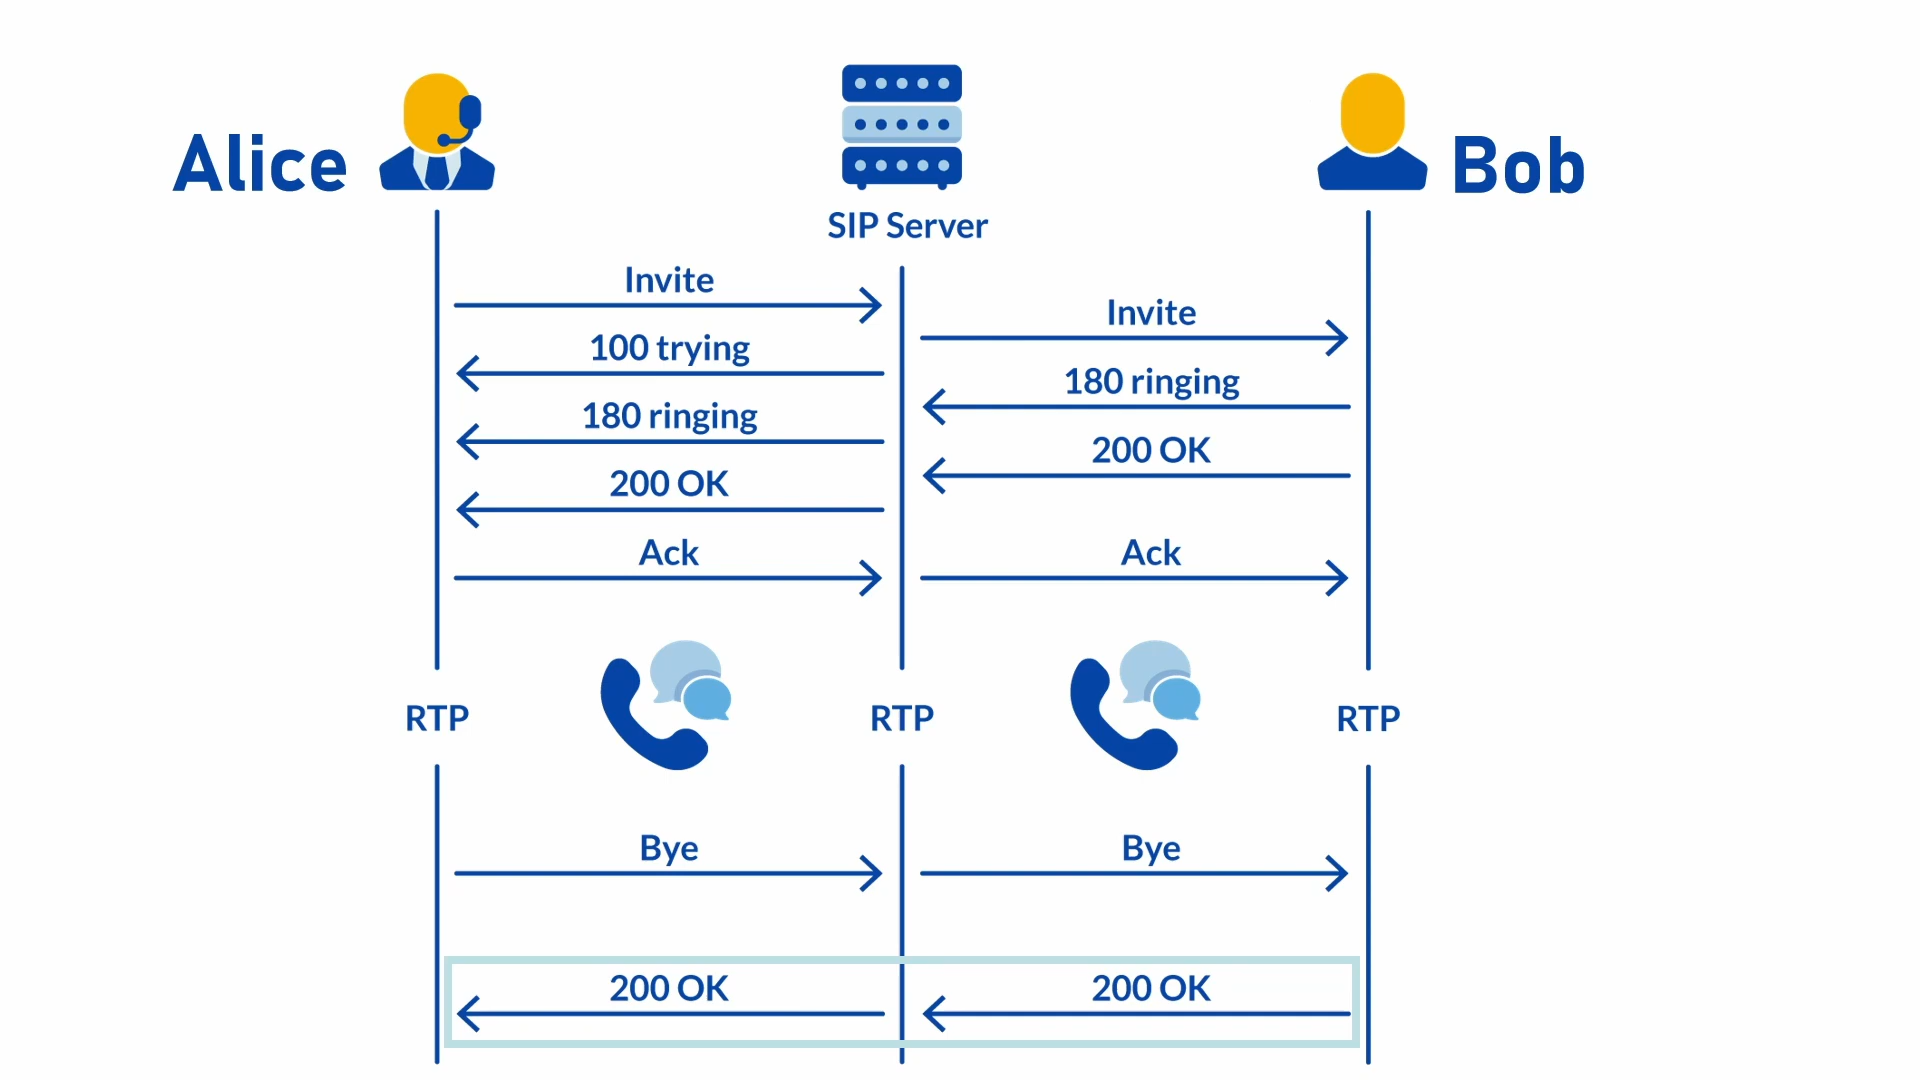 Alice
Bob
SIP Server
Invite
Invite
100 trying
180 ringing
180 ringing
200 OK
200 OK
Ack
Ack
RTP
RTP
RTP
Bye
Bye
200 OK
200 OK